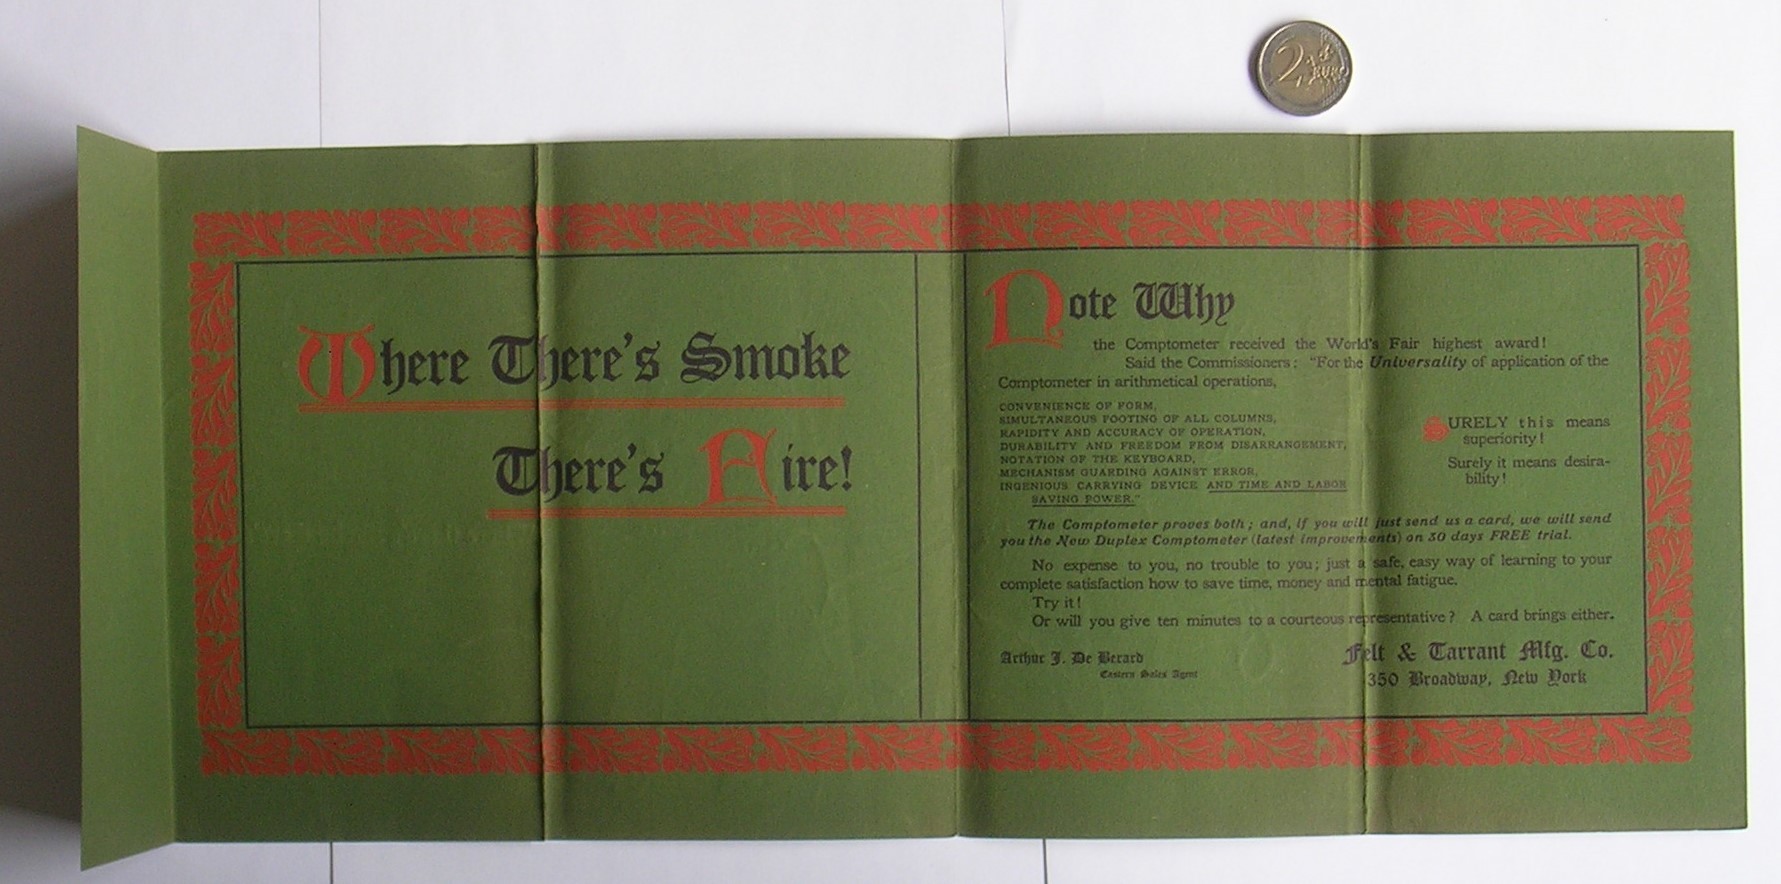 2
EURO
Where There's Smoke
There's Fire!
Note Why
the Comptometer received the World's Fair highest award!
Said the Commissioners: "For the Universality of application of the
Comptometer in arithmetical operations,
CONVENIENCE OF FORM,
SIMULTANEOUS FOOTING OF ALL COLUMNS,
RAPIDITY AND ACCURACY OF OPERATION,
DURABILITY AND FREEDOM FROM DISARRANGEMENT,
NOTATION OF THE KEYBOARD,
MECHANISM GUARDING AGAINST ERROR,
INGENIOUS CARRYING DEVICE AND TIME AND LABOR
SAVING POWER."
SURELY this means
superiority!
Surely it means desira-
bility!
The Comptometer proves both; and, if you will just send us a card, we will send
you the New Duplex Comptometer (latest improvements) on 30 days FREE trial.
No expense to you, no trouble to you; just a safe, easy way of learning to your
complete satisfaction how to save time, money and mental fatigue.
Try it!
Or will you give ten minutes to a courteous representative? A card brings either.
Arthur J. De Berard
Eastern Sales Agent
Felt & Tarrant Mfg. Co.
350 Broadway, New York